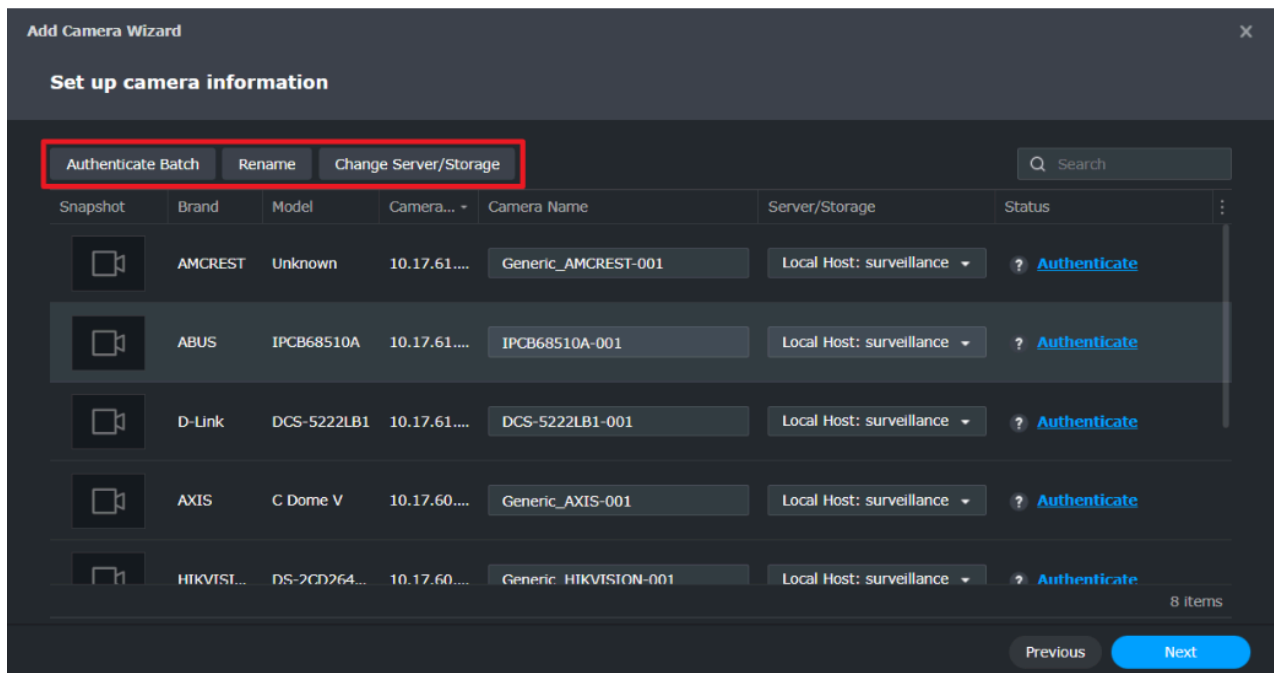 Add Camera Wizard
Set up camera information
Authenticate Batch Rename Change Server/Storage Search
Snapshot Brand Model Camera... Camera Name Server/Storage Status
AMCREST Unknown 10.17.61.... Generic_AMCREST-001 Local Host: surveillance ? Authenticate
ABUS IPCB68510A 10.17.61.... IPCB68510A-001 Local Host: surveillance ? Authenticate
D-Link DCS-5222LB1 10.17.61.... DCS-5222LB1-001 Local Host: surveillance ? Authenticate
AXIS C Dome V 10.17.60.... Generic_AXIS-001 Local Host: surveillance ? Authenticate
HIKVISI... DS-2CD264... 10.17.60.... Generic_HIKVISION-001 Local Host: surveillance ? Authenticate
8 items
Previous Next